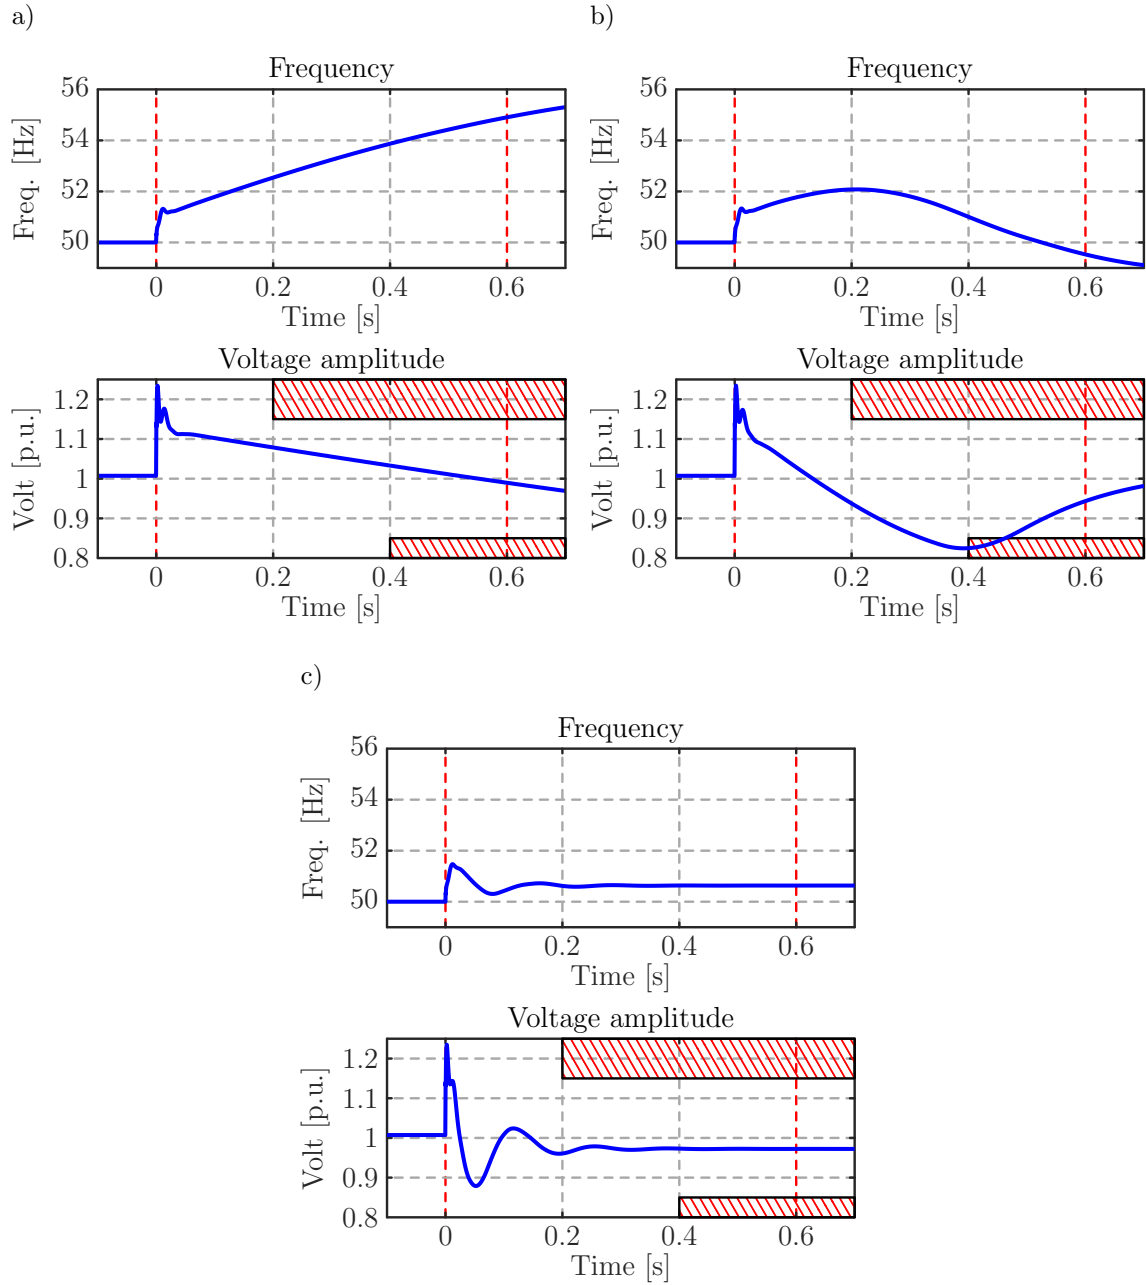 a)
Frequency
Freq. [Hz]
56
54
52
50
0 0.2 0.4 0.6
Time [s]
Voltage amplitude
Volt [p.u.]
1.2
1.1
1
0.9
0.8
0 0.2 0.4 0.6
Time [s]
b)
Frequency
Freq. [Hz]
56
54
52
50
0 0.2 0.4 0.6
Time [s]
Voltage amplitude
Volt [p.u.]
1.2
1.1
1
0.9
0.8
0 0.2 0.4 0.6
Time [s]
c)
Frequency
Freq. [Hz]
56
54
52
50
0 0.2 0.4 0.6
Time [s]
Voltage amplitude
Volt [p.u.]
1.2
1.1
1
0.9
0.8
0 0.2 0.4 0.6
Time [s]